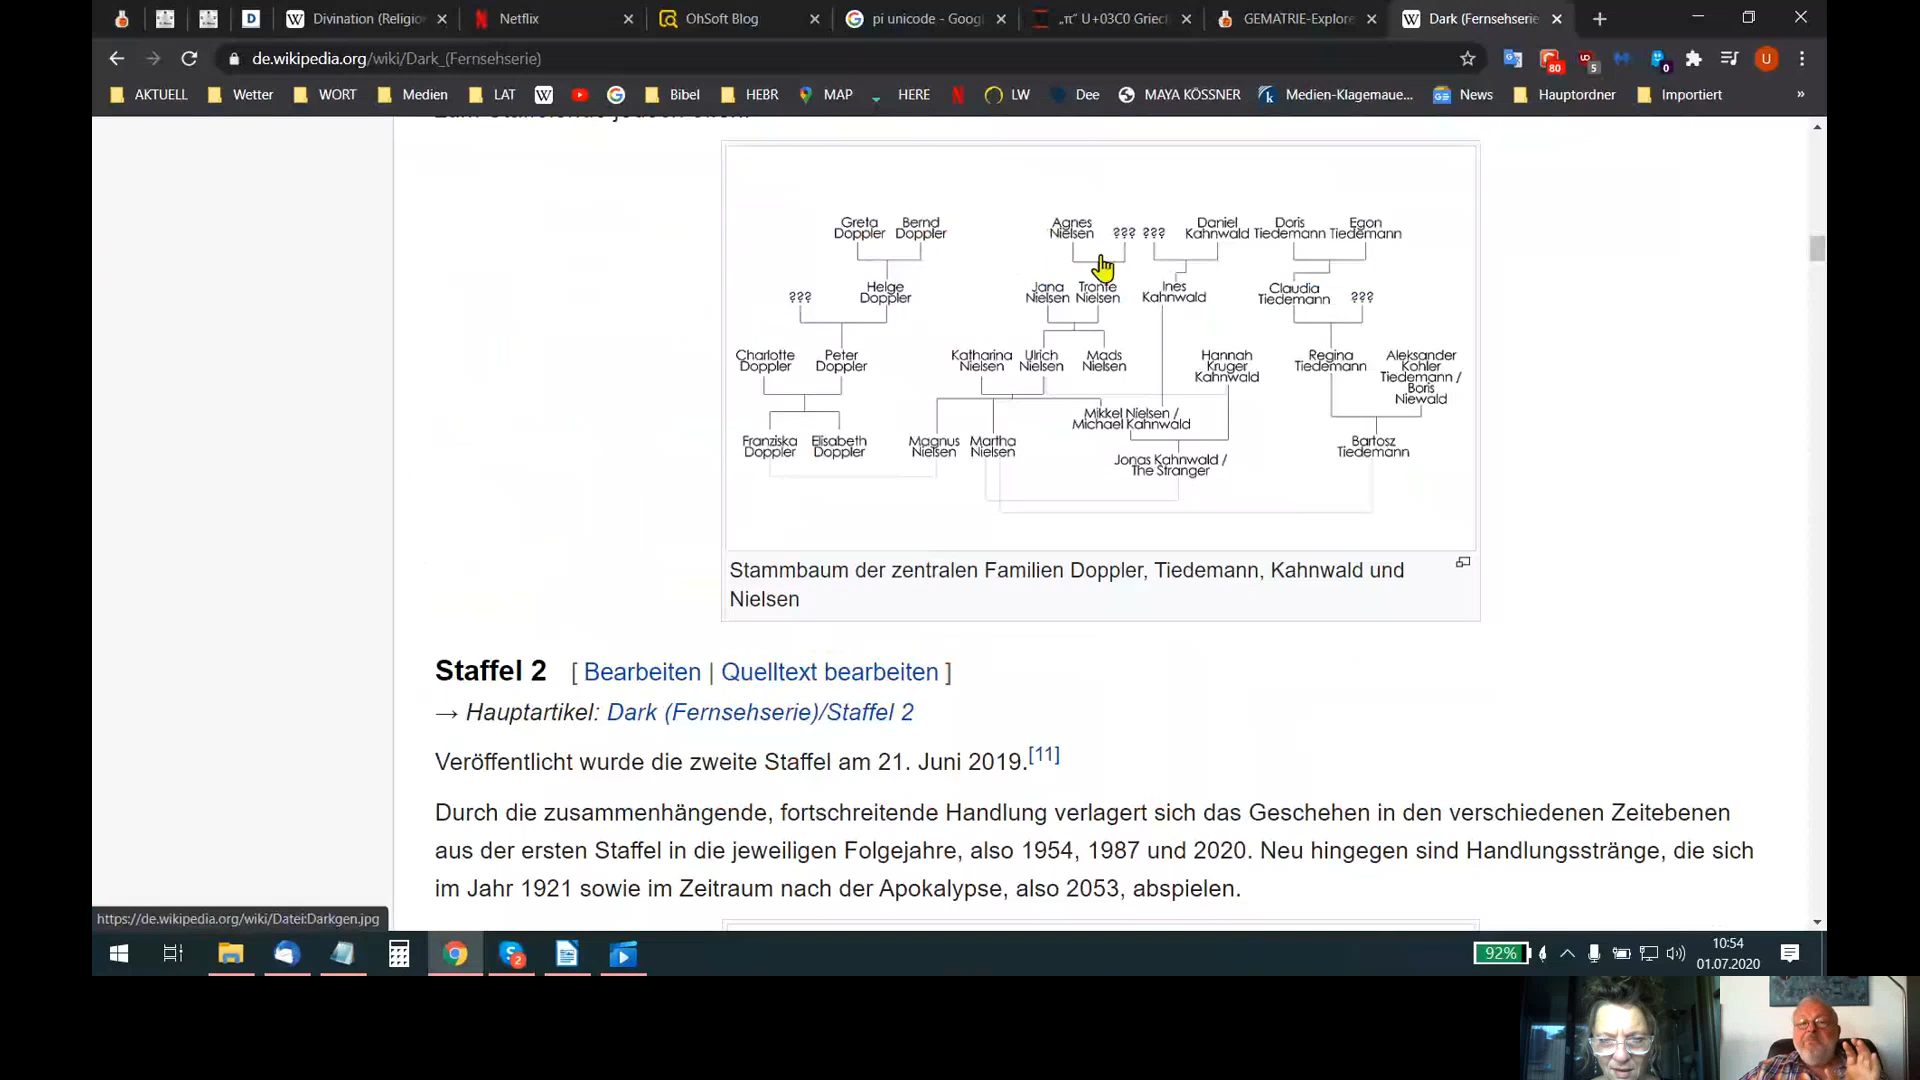 Divination (Religio
Netflix
OhSoft Blog
pi unicode - Goog
„π“ U+03C0 Griec
GEMATRIE-Explore
Dark (Fernsehserie
de.wikipedia.org/wiki/Dark_(Fernsehserie)
80
5
0
U
AKTUELL
Wetter
WORT
Medien
LAT
Bibel
HEBR
MAP
HERE
LW
Dee
MAYA KÖSSNER
Medien-Klagemaue...
News
Hauptordner
Importiert
»
Greta Doppler
Bernd Doppler
Agnes Nielsen
???
???
Daniel Kahnwald
Doris Tiedemann
Egon Tiedemann
???
Helge Doppler
Jana Nielsen
Tronte Nielsen
Ines Kahnwald
Claudia Tiedemann
???
Charlotte Doppler
Peter Doppler
Katharina Nielsen
Ulrich Nielsen
Mads Nielsen
Hannah Kruger Kahnwald
Regina Tiedemann
Aleksander Kohler Tiedemann / Boris Niewald
Franziska Doppler
Elisabeth Doppler
Magnus Nielsen
Martha Nielsen
Mikkel Nielsen / Michael Kahnwald
Jonas Kahnwald / The Stranger
Bartosz Tiedemann
Stammbaum der zentralen Familien Doppler, Tiedemann, Kahnwald und
Nielsen
Staffel 2 [ Bearbeiten | Quelltext bearbeiten ]
→ Hauptartikel: Dark (Fernsehserie)/Staffel 2
Veröffentlicht wurde die zweite Staffel am 21. Juni 2019.[11]
Durch die zusammenhängende, fortschreitende Handlung verlagert sich das Geschehen in den verschiedenen Zeitebenen
aus der ersten Staffel in die jeweiligen Folgejahre, also 1954, 1987 und 2020. Neu hingegen sind Handlungsstränge, die sich
im Jahr 1921 sowie im Zeitraum nach der Apokalypse, also 2053, abspielen.
https://de.wikipedia.org/wiki/Datei:Darkgen.jpg
2
92%
10:54
01.07.2020